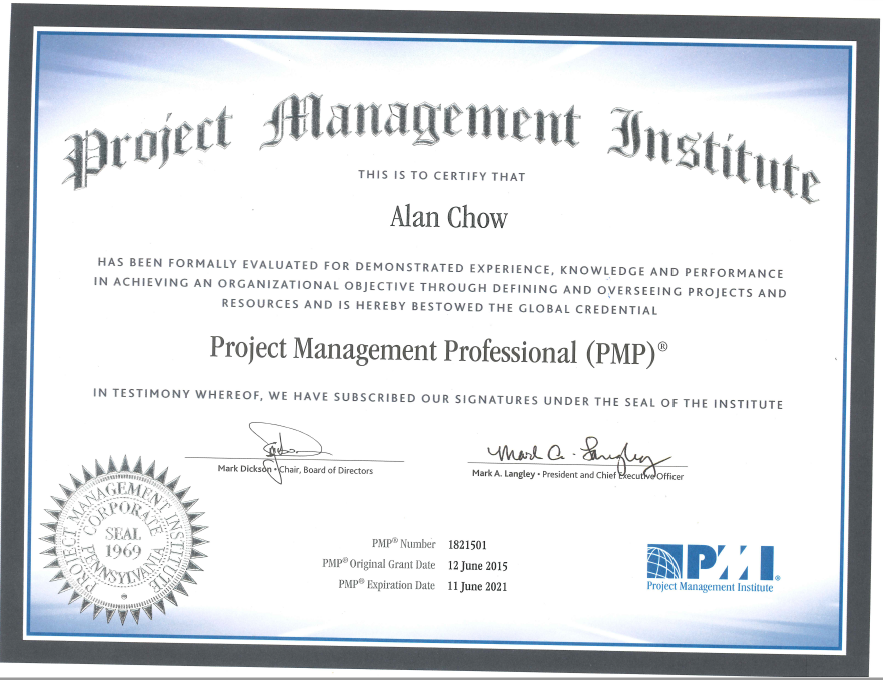 Project Management Institute
THIS IS TO CERTIFY THAT
Alan Chow
HAS BEEN FORMALLY EVALUATED FOR DEMONSTRATED EXPERIENCE, KNOWLEDGE AND PERFORMANCE
IN ACHIEVING AN ORGANIZATIONAL OBJECTIVE THROUGH DEFINING AND OVERSEEING PROJECTS AND
RESOURCES AND IS HEREBY BESTOWED THE GLOBAL CREDENTIAL
Project Management Professional (PMP)®
IN TESTIMONY WHEREOF, WE HAVE SUBSCRIBED OUR SIGNATURES UNDER THE SEAL OF THE INSTITUTE
Mark A. Langley
Mark Dickson • Chair, Board of Directors
Mark A. Langley • President and Chief Executive Officer
PROJECT MANAGEMENT INSTITUTE
CORPORATE
SEAL
1969
PENNSYLVANIA
PMP® Number 1821501
PMP® Original Grant Date 12 June 2015
PMP® Expiration Date 11 June 2021
PMI®
Project Management Institute